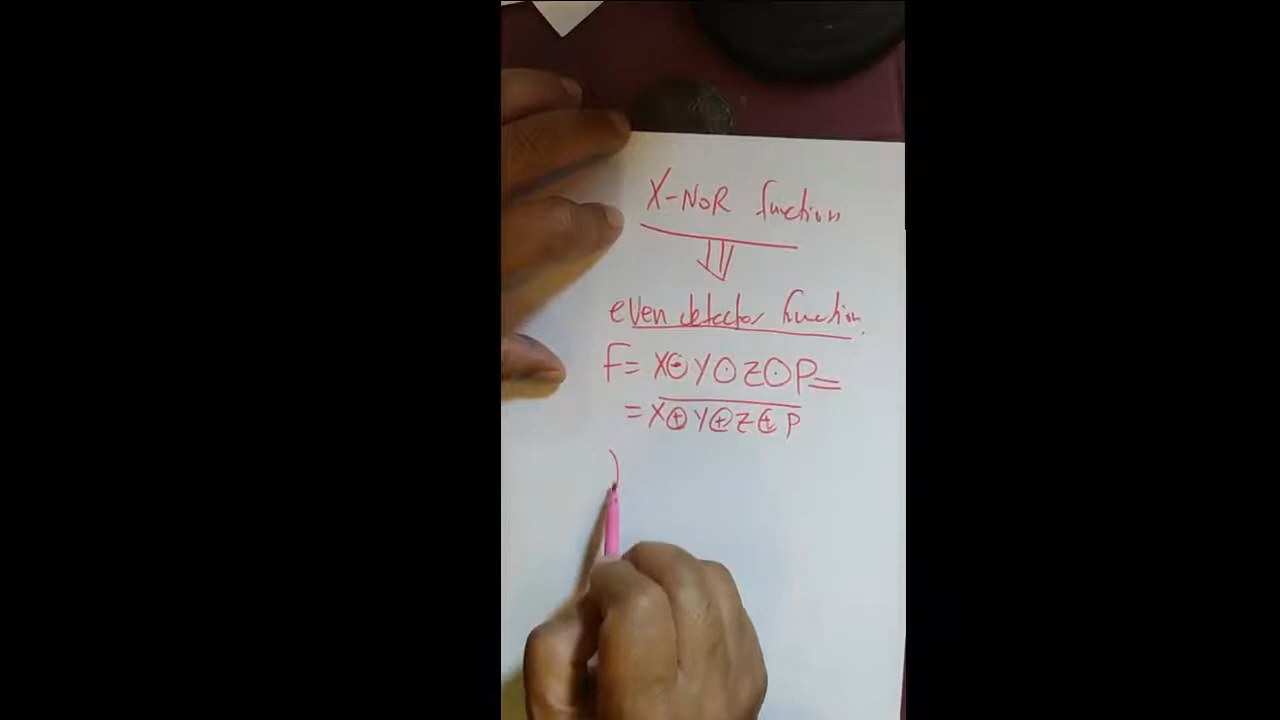 X-NOR function
even detector function.
F= X⊙Y⊙Z⊙P=
= X⊕Y⊕Z⊕P